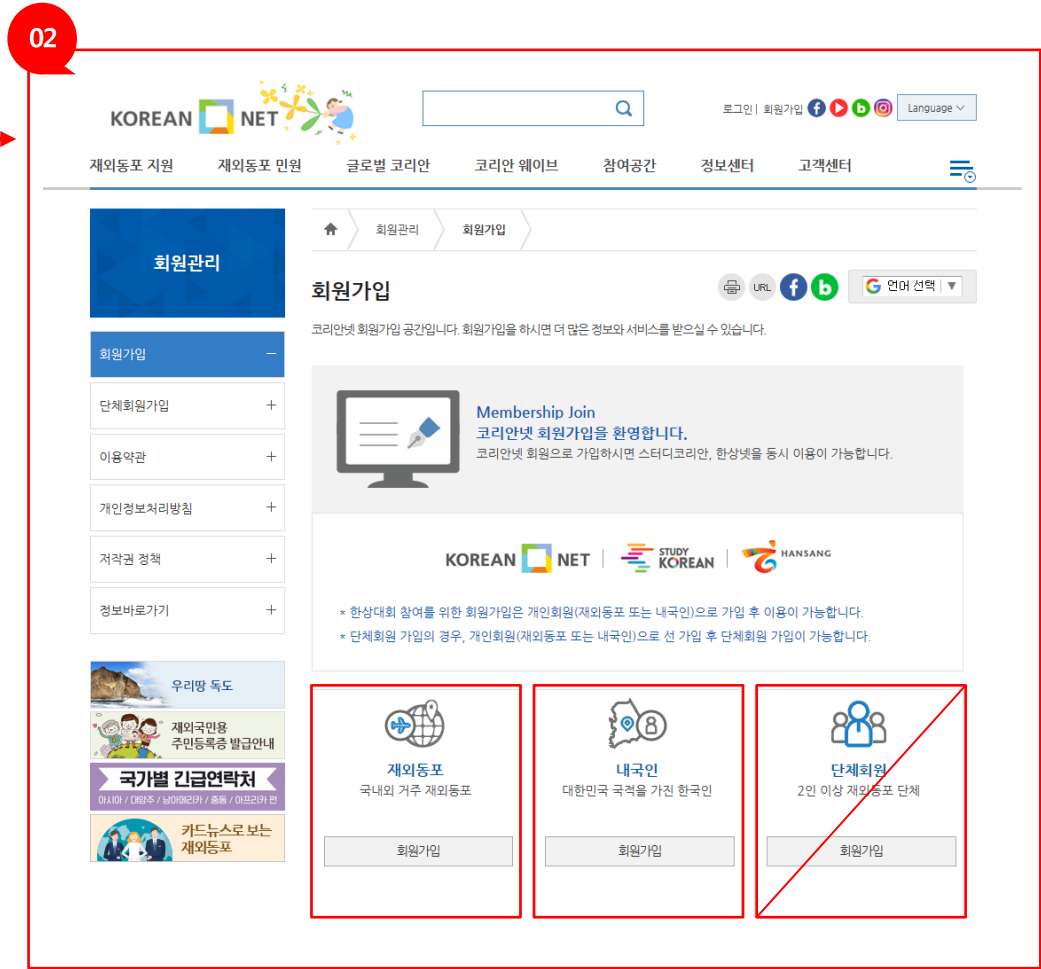 02
KOREAN NET
로그인 | 회원가입
Language
재외동포 지원 재외동포 민원 글로벌 코리안 코리안 웨이브 참여공간 정보센터 고객센터
회원관리
회원가입
단체회원가입
이용약관
개인정보처리방침
저작권 정책
정보바로가기
우리땅 독도
재외국민용
주민등록증 발급안내
국가별 긴급연락처
아시아 / 대양주 / 남아메리카 / 중동 / 아프리카 편
카드뉴스로 보는
재외동포
회원관리 회원가입
회원가입
URL
G 언어 선택 | ▼
코리안넷 회원가입 공간입니다. 회원가입을 하시면 더 많은 정보와 서비스를 받으실 수 있습니다.
Membership Join
코리안넷 회원가입을 환영합니다.
코리안넷 회원으로 가입하시면 스터디코리안, 한상넷을 동시 이용이 가능합니다.
KOREAN NET | STUDY KOREAN | HANSANG
* 한상대회 참여를 위한 회원가입은 개인회원(재외동포 또는 내국인)으로 가입 후 이용이 가능합니다.
* 단체회원 가입의 경우, 개인회원(재외동포 또는 내국인)으로 선 가입 후 단체회원 가입이 가능합니다.
재외동포
국내외 거주 재외동포
회원가입
내국인
대한민국 국적을 가진 한국인
회원가입
단체회원
2인 이상 재외동포 단체
회원가입